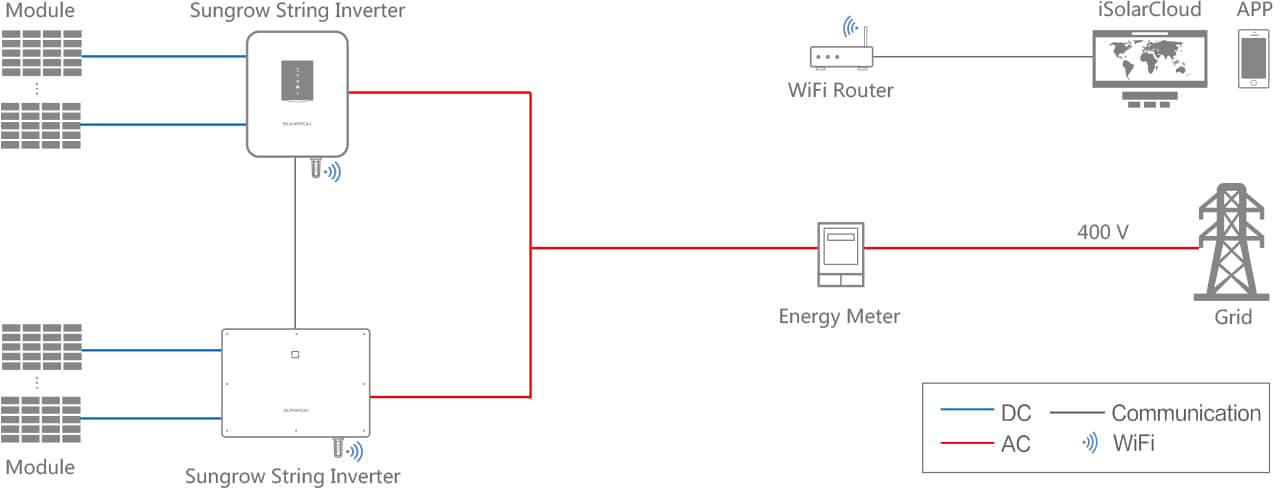 Module
Sungrow String Inverter
iSolarCloud
APP
WiFi Router
SUNGROW
400 V
Energy Meter
Grid
SUNGROW
Module
Sungrow String Inverter
DC
Communication
AC
WiFi